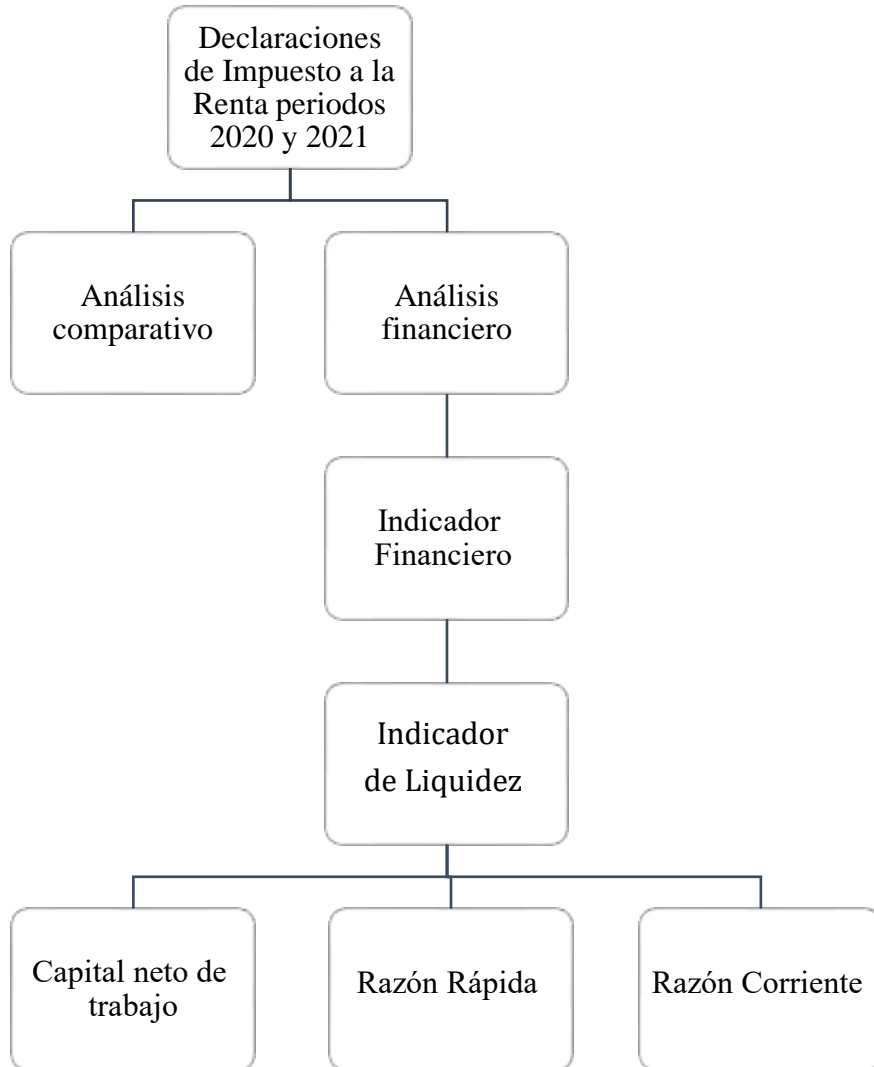 Declaraciones
de Impuesto a la
Renta periodos
2020 y 2021
Análisis
comparativo
Análisis
financiero
Indicador
Financiero
Indicador
de Liquidez
Capital neto de
trabajo
Razón Rápida
Razón Corriente